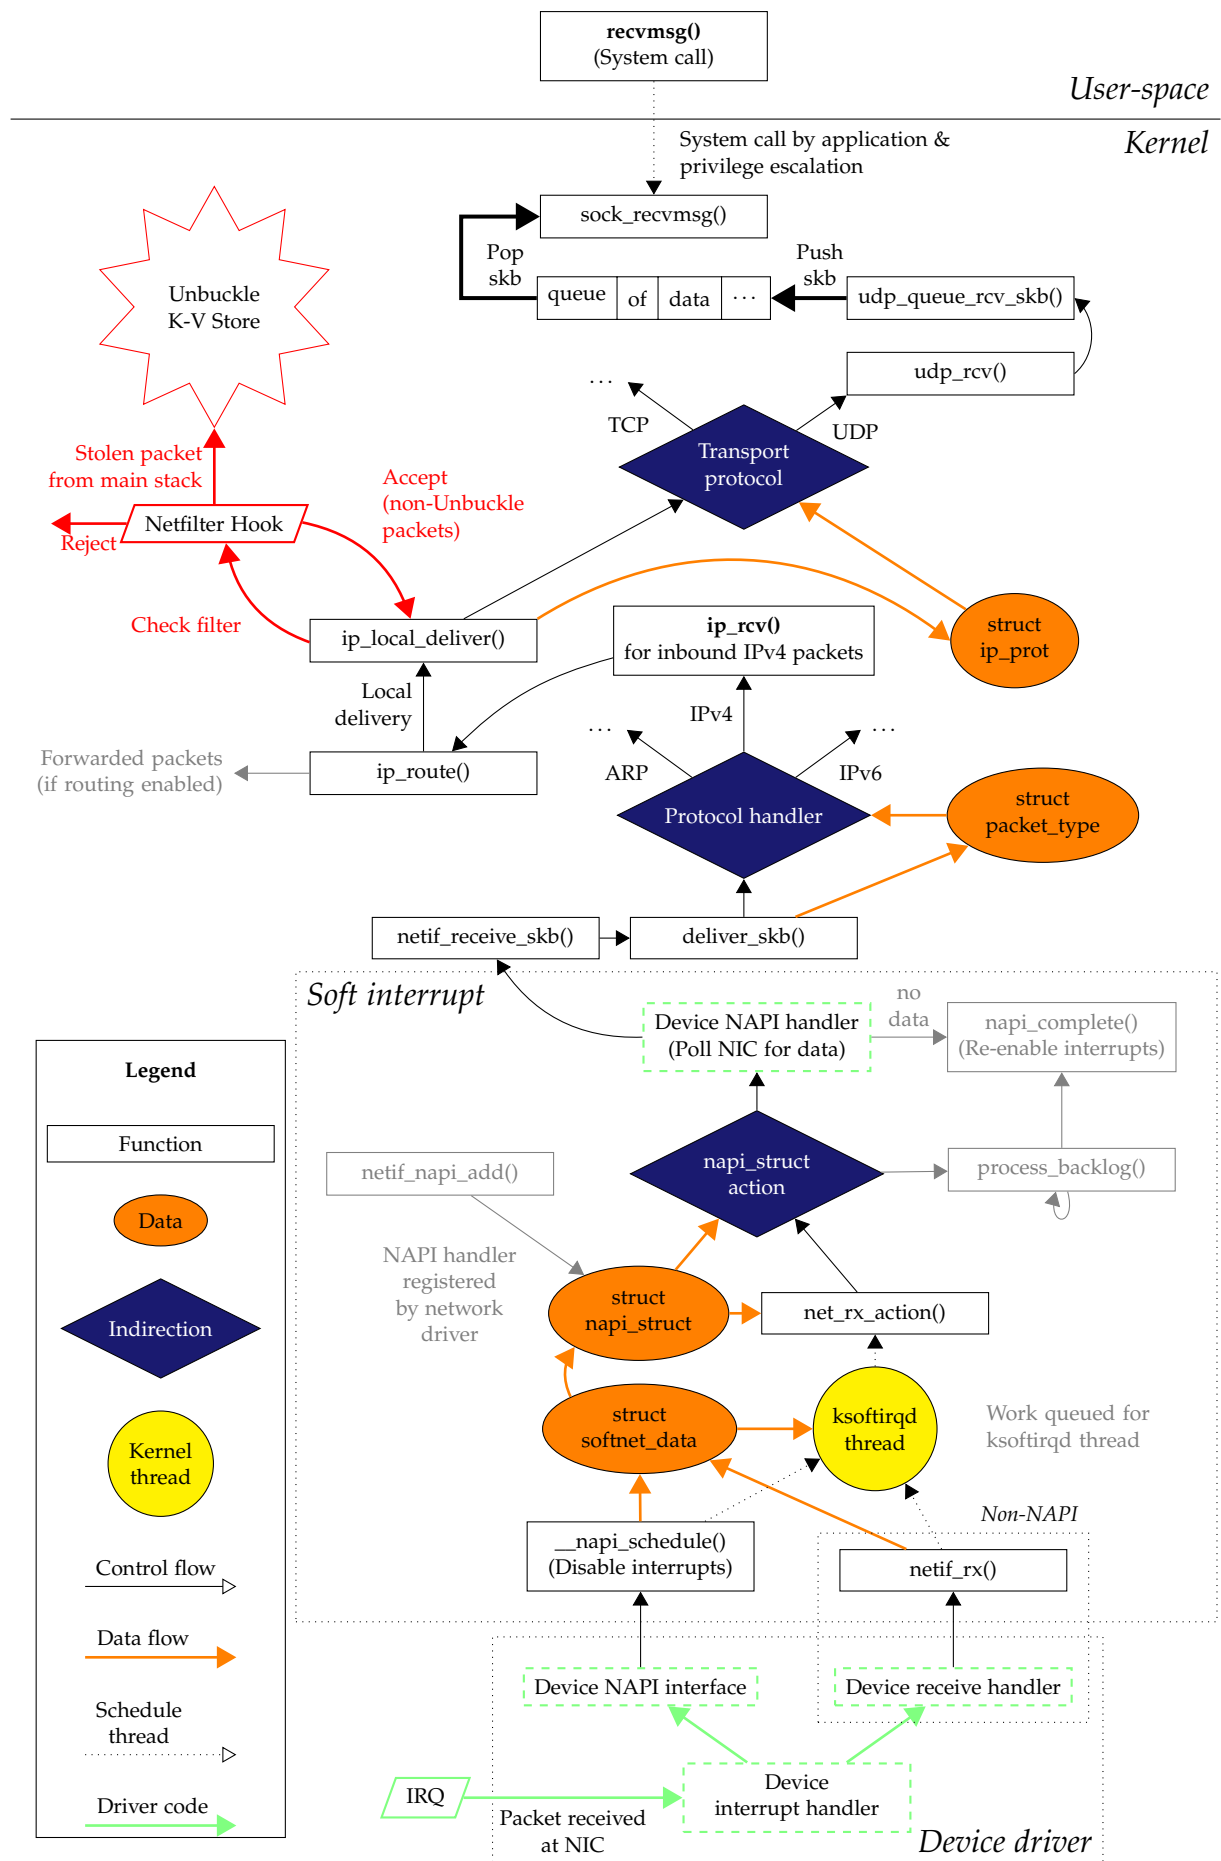 recvmsg()
(System call)
User-space
Kernel
System call by application &
privilege escalation
sock_recvmsg()
Pop
skb
Push
skb
queue of data ...
udp_queue_rcv_skb()
Unbuckle
K-V Store
udp_rcv()
...
TCP
UDP
Transport
protocol
Stolen packet
from main stack
Accept
(non-Unbuckle
packets)
Netfilter Hook
Reject
Check filter
ip_local_deliver()
ip_rcv()
for inbound IPv4 packets
struct
ip_prot
Local
delivery
IPv4
... ...
ARP
IPv6
Forwarded packets
(if routing enabled)
ip_route()
Protocol handler
struct
packet_type
netif_receive_skb()
deliver_skb()
Soft interrupt
Device NAPI handler
(Poll NIC for data)
no
data
napi_complete()
(Re-enable interrupts)
netif_napi_add()
napi_struct
action
process_backlog()
NAPI handler
registered
by network
driver
struct
napi_struct
net_rx_action()
struct
softnet_data
ksoftirqd
thread
Work queued for
ksoftirqd thread
Non-NAPI
__napi_schedule()
(Disable interrupts)
netif_rx()
Device NAPI interface
Device receive handler
IRQ
Packet received
at NIC
Device
interrupt handler
Device driver
Legend
Function
Data
Indirection
Kernel
thread
Control flow
Data flow
Schedule
thread
Driver code